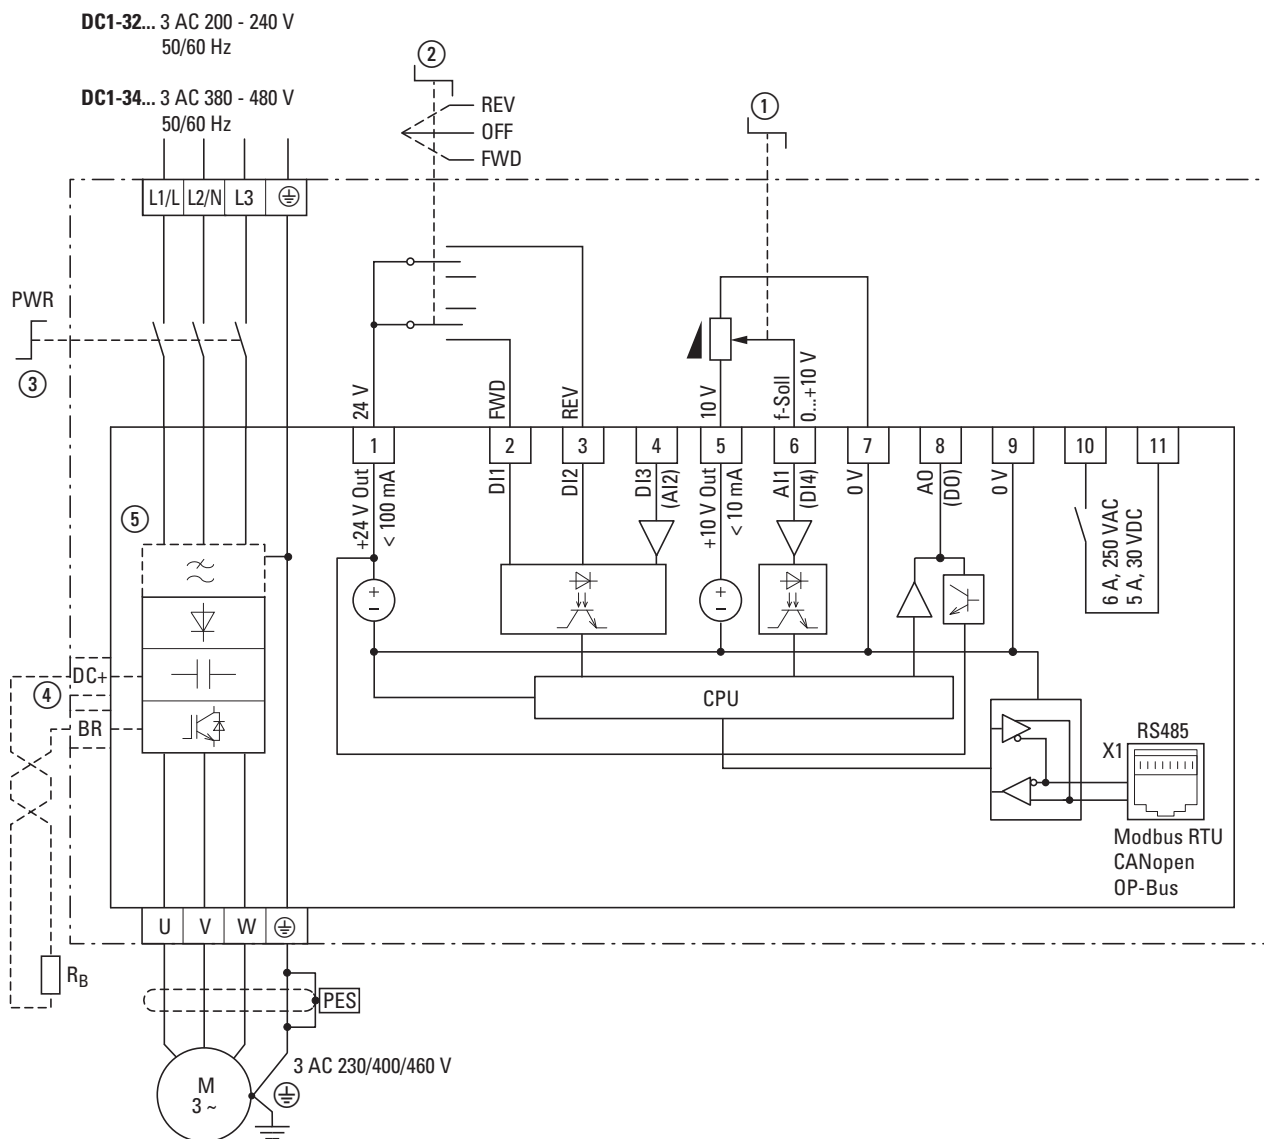 DC1-32... 3 AC 200 - 240 V
50/60 Hz
DC1-34... 3 AC 380 - 480 V
50/60 Hz
2
REV
OFF
FWD
1
L1/L L2/N L3
PWR
3
24 V
FWD
REV
10 V
f-Soll
0...+10 V
1 2 3 4 5 6 7 8 9 10 11
+24 V Out
< 100 mA
DI1
DI2
DI3
(AI2)
+10 V Out
< 10 mA
AI1
(DI4)
0 V
AO
(DO)
0 V
6 A, 250 VAC
5 A, 30 VDC
5
+
−
+
−
DC+
4
BR
CPU
RS485
X1
Modbus RTU
CANopen
OP-Bus
U V W
RB
PES
3 AC 230/400/460 V
M
3 ~